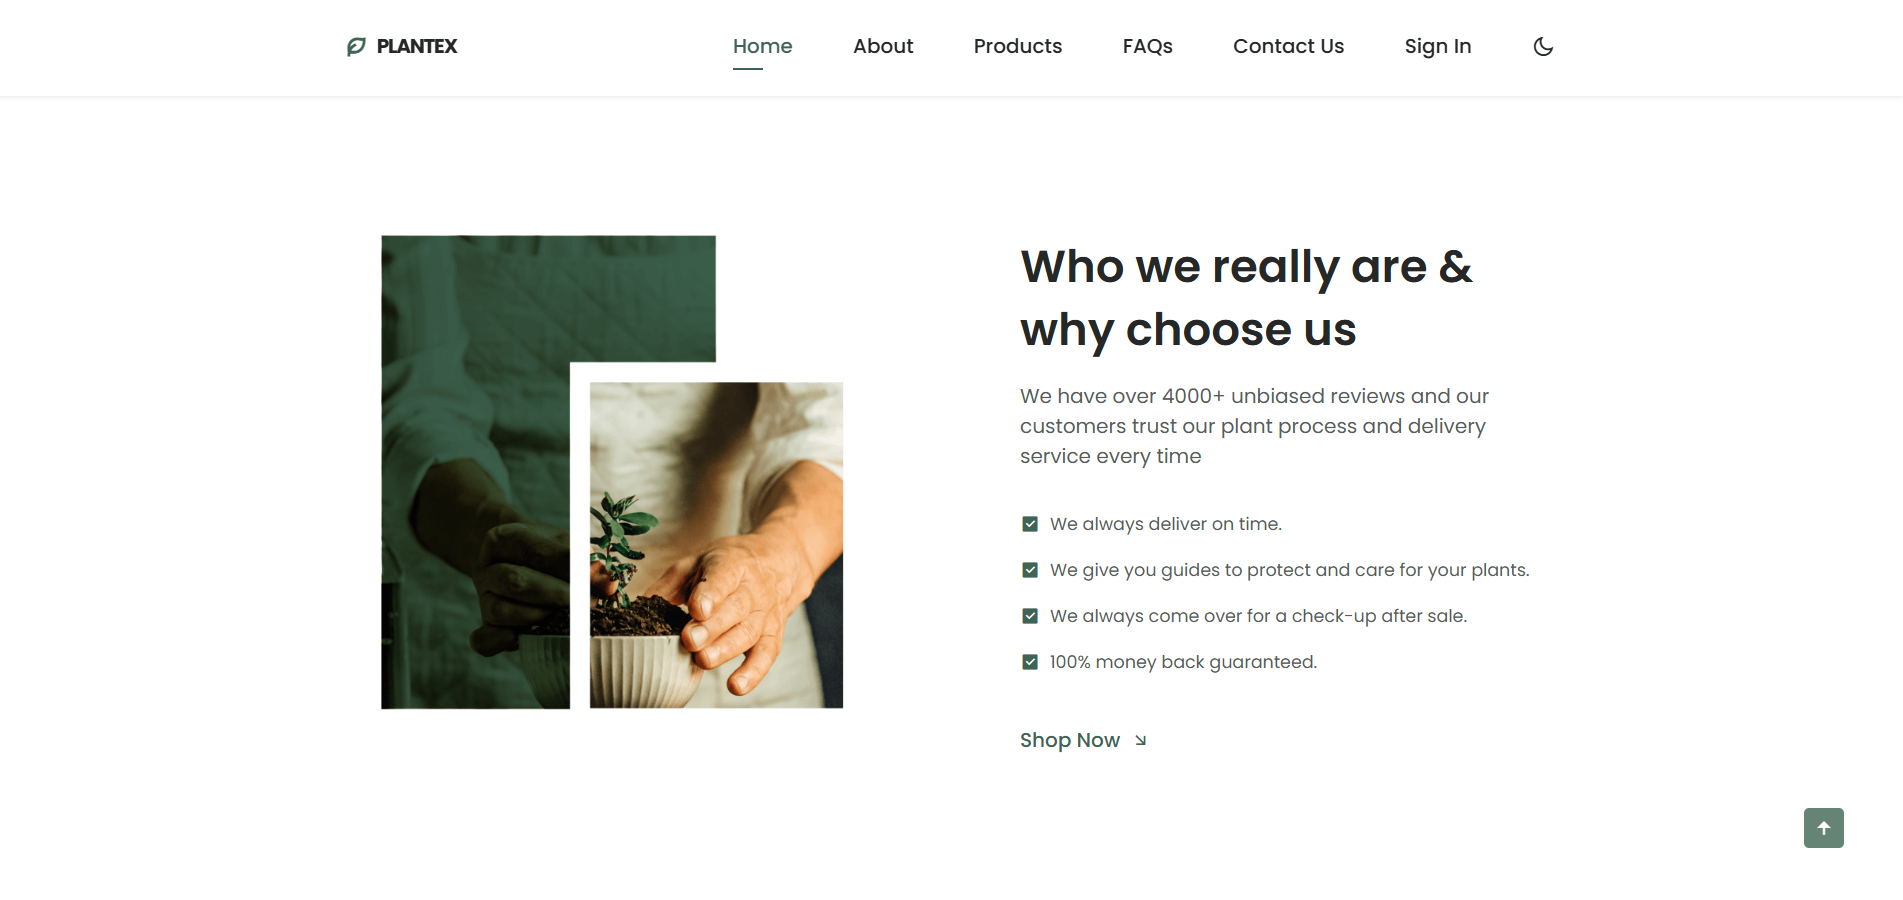 PLANTEX
Home
About
Products
FAQs
Contact Us
Sign In
Who we really are &
why choose us
We have over 4000+ unbiased reviews and our
customers trust our plant process and delivery
service every time
We always deliver on time.
We give you guides to protect and care for your plants.
We always come over for a check-up after sale.
100% money back guaranteed.
Shop Now